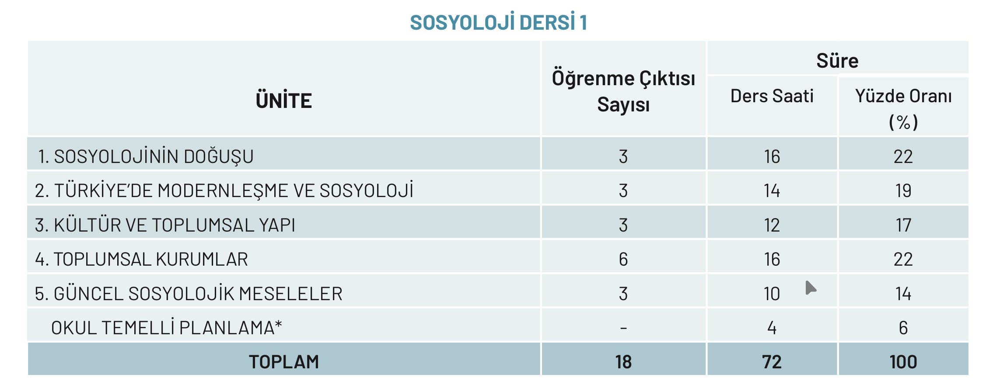 SOSYOLOJİ DERSİ 1
ÜNİTE
Öğrenme Çıktısı
Sayısı
Süre
Ders Saati
Yüzde Oranı
(%)
1. SOSYOLOJİNİN DOĞUŞU 3 16 22
2. TÜRKİYE’DE MODERNLEŞME VE SOSYOLOJİ 3 14 19
3. KÜLTÜR VE TOPLUMSAL YAPI 3 12 17
4. TOPLUMSAL KURUMLAR 6 16 22
5. GÜNCEL SOSYOLOJİK MESELELER 3 10 14
OKUL TEMELLİ PLANLAMA* - 4 6
TOPLAM 18 72 100